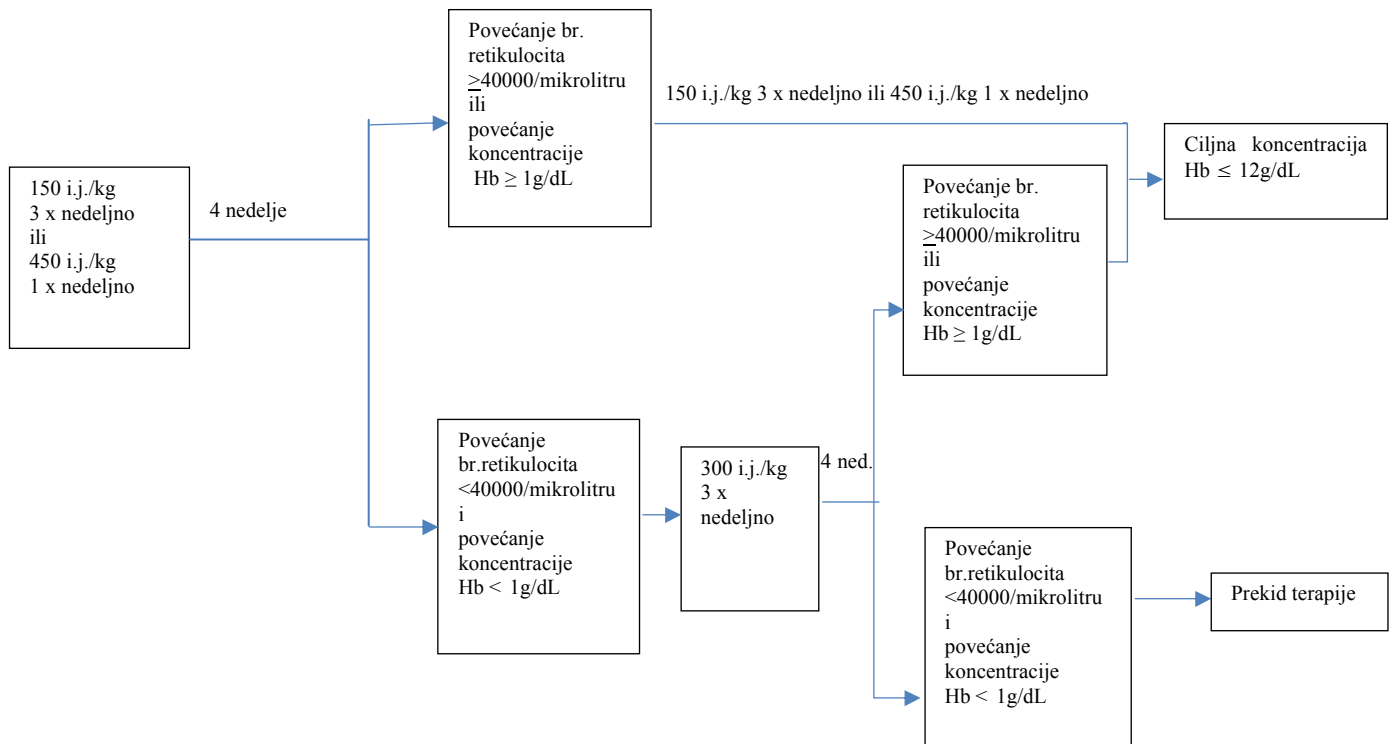 150 i.j./kg
3 x nedeljno
ili
450 i.j./kg
1 x nedeljno
4 nedelje
Povećanje br.
retikulocita
≥40000/mikrolitru
ili
povećanje
koncentracije
Hb ≥ 1g/dL
150 i.j./kg 3 x nedeljno ili 450 i.j./kg 1 x nedeljno
Povećanje
br.retikulocita
<40000/mikrolitru
i
povećanje
koncentracije
Hb < 1g/dL
300 i.j./kg
3 x
nedeljno
4 ned.
Povećanje br.
retikulocita
≥40000/mikrolitru
ili
povećanje
koncentracije
Hb ≥ 1g/dL
Ciljna koncentracija
Hb ≤ 12g/dL
Povećanje
br.retikulocita
<40000/mikrolitru
i
povećanje
koncentracije
Hb < 1g/dL
Prekid terapije